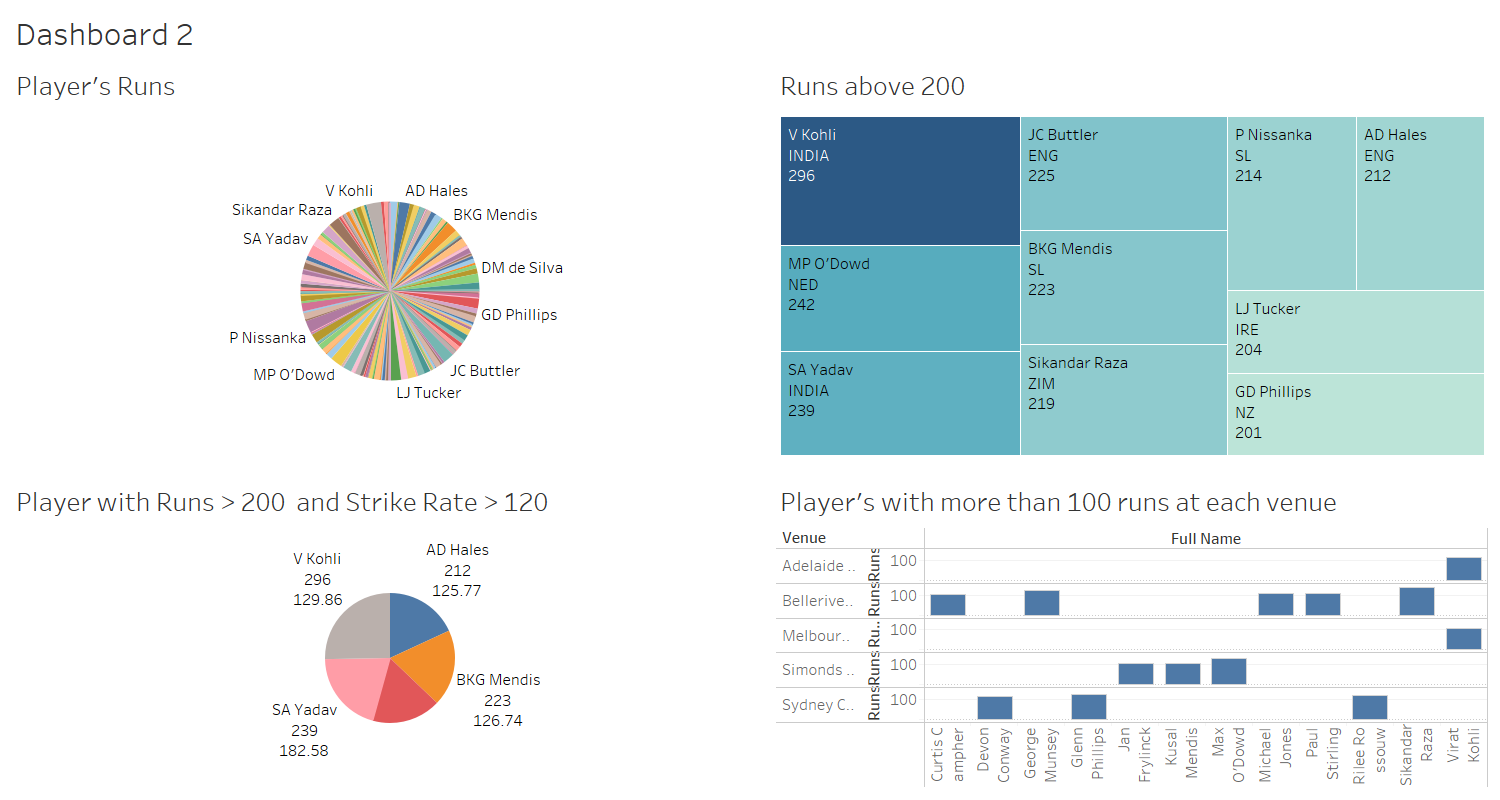 Dashboard 2
Player's Runs
V Kohli
AD Hales
Sikandar Raza
BKG Mendis
SA Yadav
DM de Silva
GD Phillips
P Nissanka
JC Buttler
MP O'Dowd
LJ Tucker
Runs above 200
V Kohli
INDIA
296
MP O'Dowd
NED
242
SA Yadav
INDIA
239
JC Buttler
ENG
225
BKG Mendis
SL
223
Sikandar Raza
ZIM
219
P Nissanka
SL
214
AD Hales
ENG
212
LJ Tucker
IRE
204
GD Phillips
NZ
201
Player with Runs > 200 and Strike Rate > 120
V Kohli
296
129.86
AD Hales
212
125.77
BKG Mendis
223
126.74
SA Yadav
239
182.58
Player's with more than 100 runs at each venue
Venue
Full Name
Adelaide ..
Runs
100
Bellerive..
Runs
100
Melbour..
Ru..
100
Simonds ..
Runs
100
Sydney C..
Runs
100
Curtis C
ampher
Devon
Conway
George
Munsey
Glenn
Phillips
Jan
Frylinck
Kusal
Mendis
Max
O'Dowd
Michael
Jones
Paul
Stirling
Rilee Ro
ssouw
Sikandar
Raza
Virat
Kohli